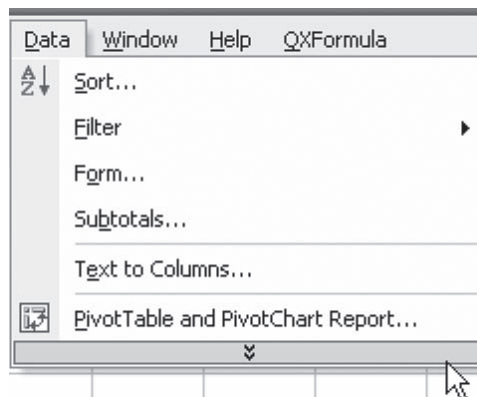 Data Window Help QXFormula
Sort...
Filter
Form...
Subtotals...
Text to Columns...
PivotTable and PivotChart Report...